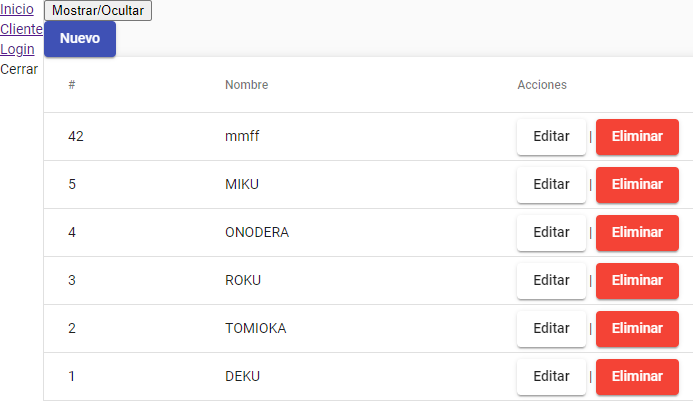 Inicio
Cliente
Login
Cerrar
Mostrar/Ocultar
Nuevo
# Nombre Acciones
42 mmff Editar | Eliminar
5 MIKU Editar | Eliminar
4 ONODERA Editar | Eliminar
3 ROKU Editar | Eliminar
2 TOMIOKA Editar | Eliminar
1 DEKU Editar | Eliminar